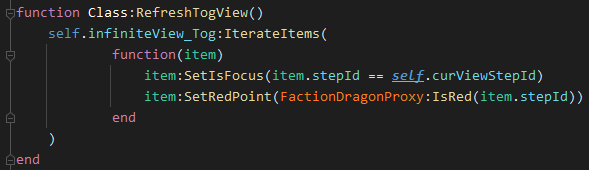 function Class:RefreshTogView()
    self.infiniteView_Tog:IterateItems(
            function(item)
                item:SetIsFocus(item.stepId == self.curViewStepId)
                item:SetRedPoint(FactionDragonProxy:IsRed(item.stepId))
            end
    )
end